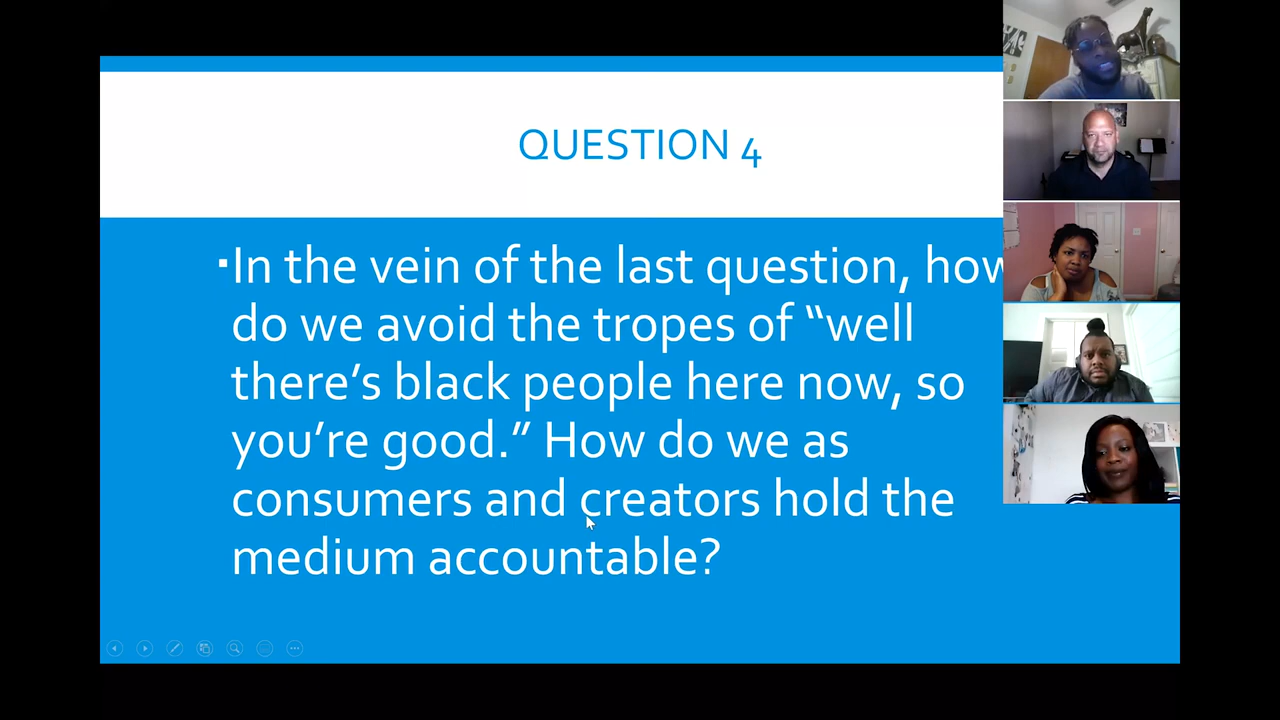 QUESTION 4
▪In the vein of the last question, how
do we avoid the tropes of “well
there’s black people here now, so
you’re good.” How do we as
consumers and creators hold the
medium accountable?